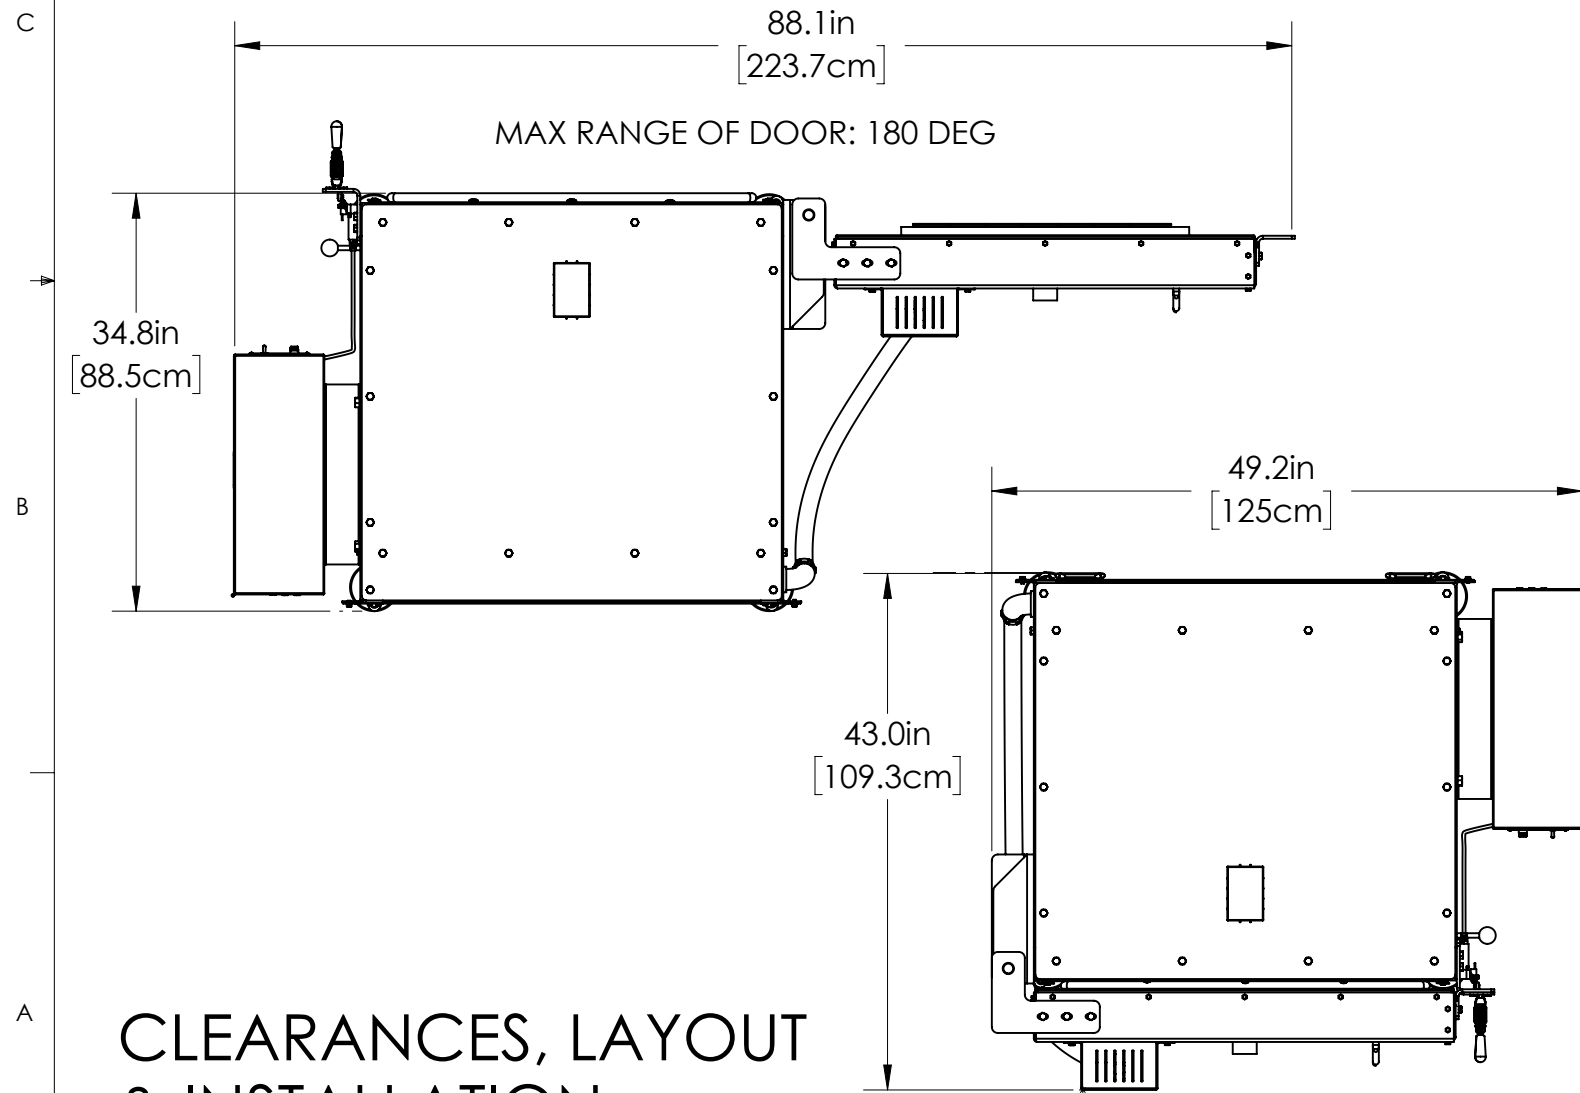 C
88.1in
[223.7cm]
MAX RANGE OF DOOR: 180 DEG
34.8in
[88.5cm]
B
49.2in
[125cm]
43.0in
[109.3cm]
A
CLEARANCES, LAYOUT
& INSTALLATION